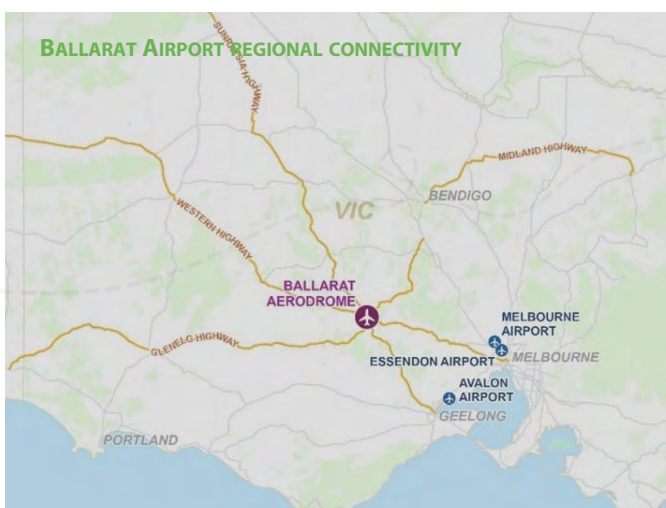 BALLARAT AIRPORT REGIONAL CONNECTIVITY
SUNRAYSIA HIGHWAY
MIDLAND HIGHWAY
BENDIGO
VIC
WESTERN HIGHWAY
BALLARAT
AERODROME
MELBOURNE
AIRPORT
GLENELG HIGHWAY
ESSENDON AIRPORT
MELBOURNE
AVALON
AIRPORT
GEELONG
PORTLAND